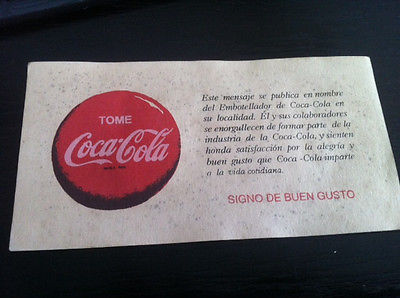 TOME
Coca-Cola
Este mensaje se publica en nombre
del Embotellador de Coca-Cola en
su localidad. Él y sus colaboradores
se enorgullecen de formar parte de la
industria de la Coca-Cola, y sienten
honda satisfacción por la alegría y
buen gusto que Coca-Cola imparte
a la vida cotidiana.
SIGNO DE BUEN GUSTO